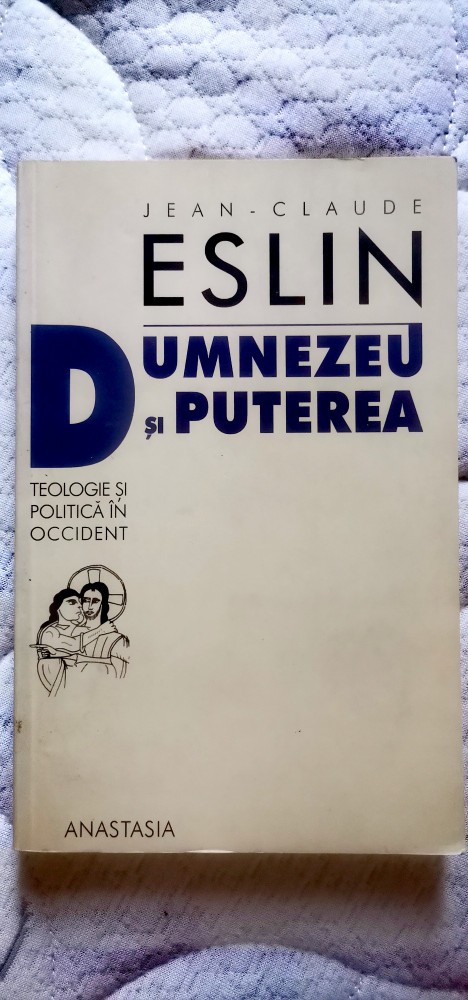 JEAN-CLAUDE
ESLIN
DUMNEZEU
ȘI PUTEREA
TEOLOGIE ȘI
POLITICĂ ÎN
OCCIDENT
ANASTASIA